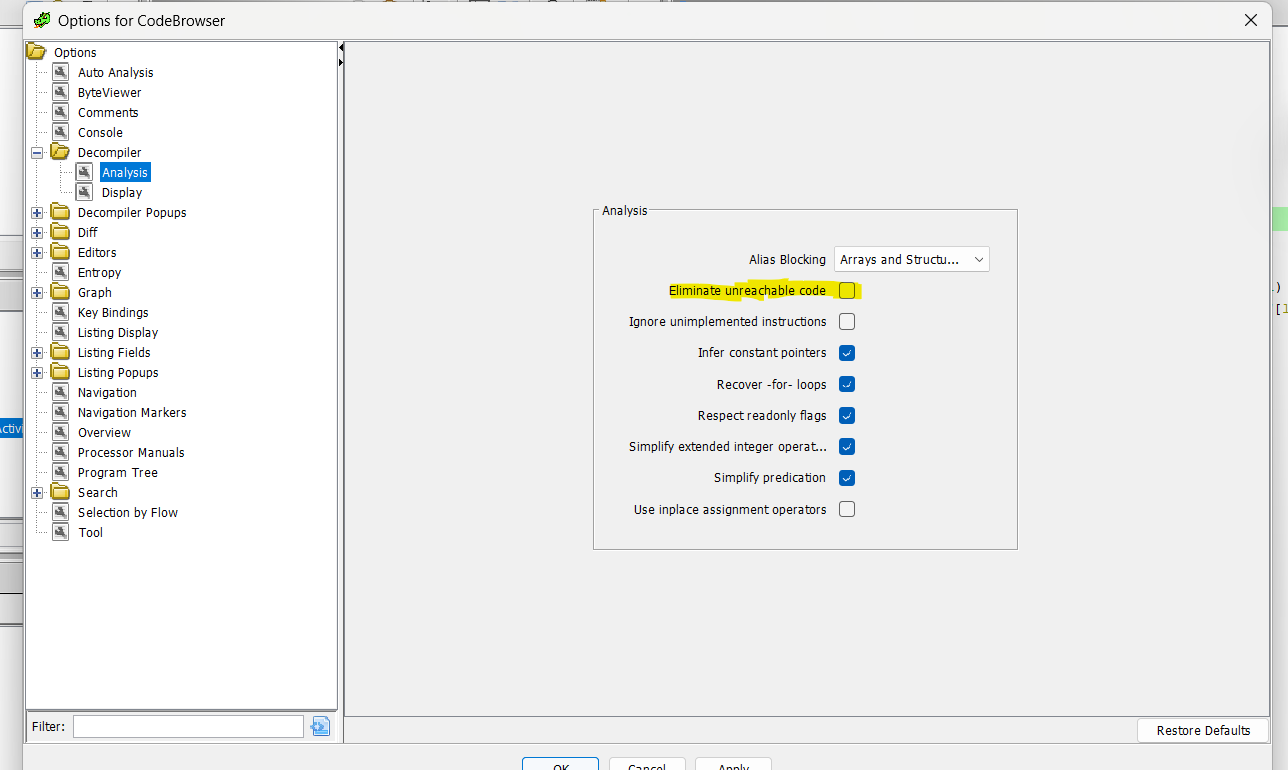 Options for CodeBrowser
Options
Auto Analysis
ByteViewer
Comments
Console
Decompiler
Analysis
Display
Decompiler Popups
Diff
Editors
Entropy
Graph
Key Bindings
Listing Display
Listing Fields
Listing Popups
Navigation
Navigation Markers
Overview
Processor Manuals
Program Tree
Search
Selection by Flow
Tool
Filter:
Analysis
Alias Blocking Arrays and Structu...
Eliminate unreachable code
Ignore unimplemented instructions
Infer constant pointers
Recover -for- loops
Respect readonly flags
Simplify extended integer operat...
Simplify predication
Use inplace assignment operators
Restore Defaults
OK Cancel Apply